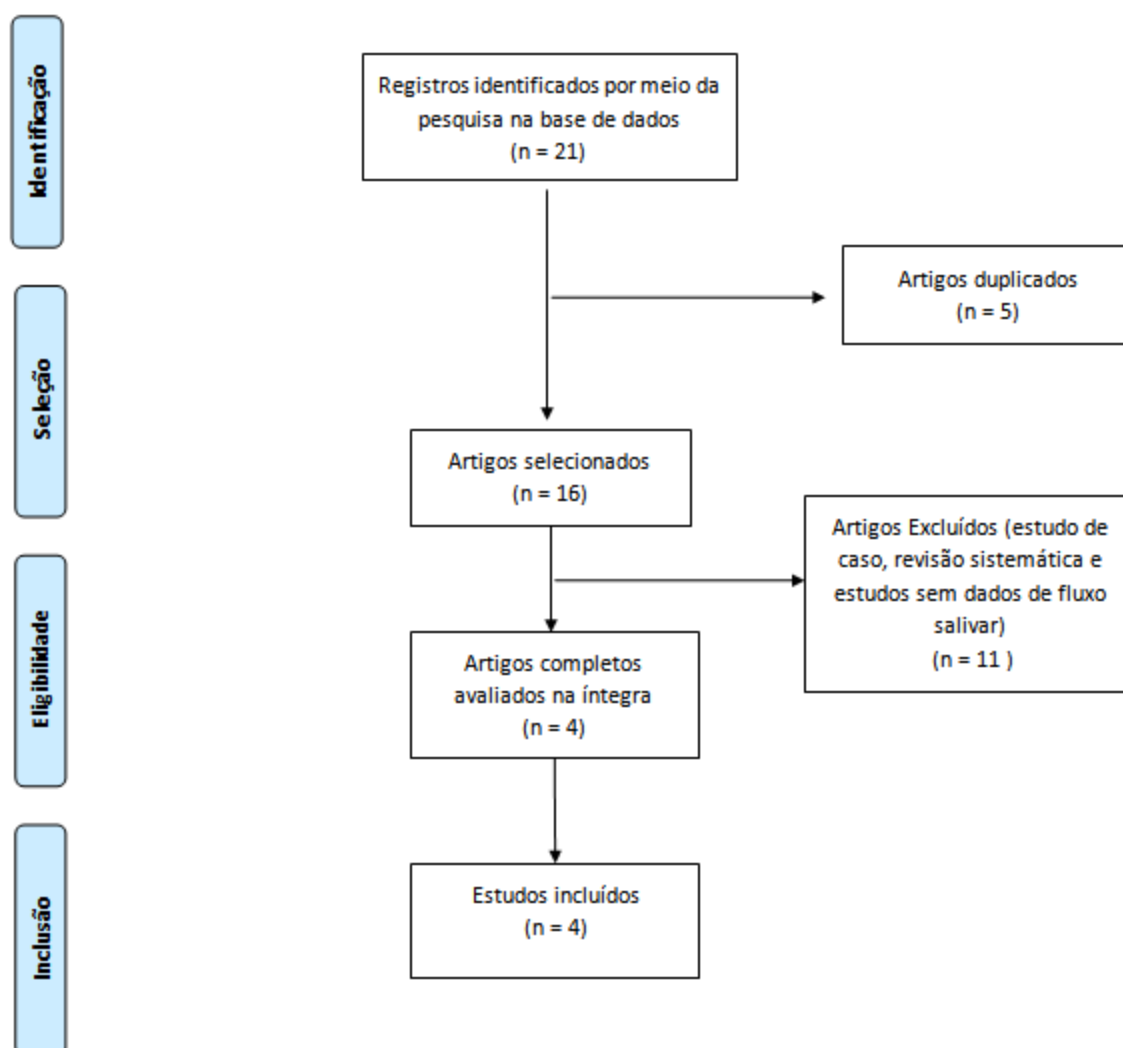 Identificação
Registros identificados por meio da
pesquisa na base de dados
(n = 21)
Artigos duplicados
(n = 5)
Seleção
Artigos selecionados
(n = 16)
Artigos Excluídos (estudo de
caso, revisão sistemática e
estudos sem dados de fluxo
salivar)
(n = 11 )
Eligibilidade
Artigos completos
avaliados na íntegra
(n = 4)
Inclusão
Estudos incluídos
(n = 4)